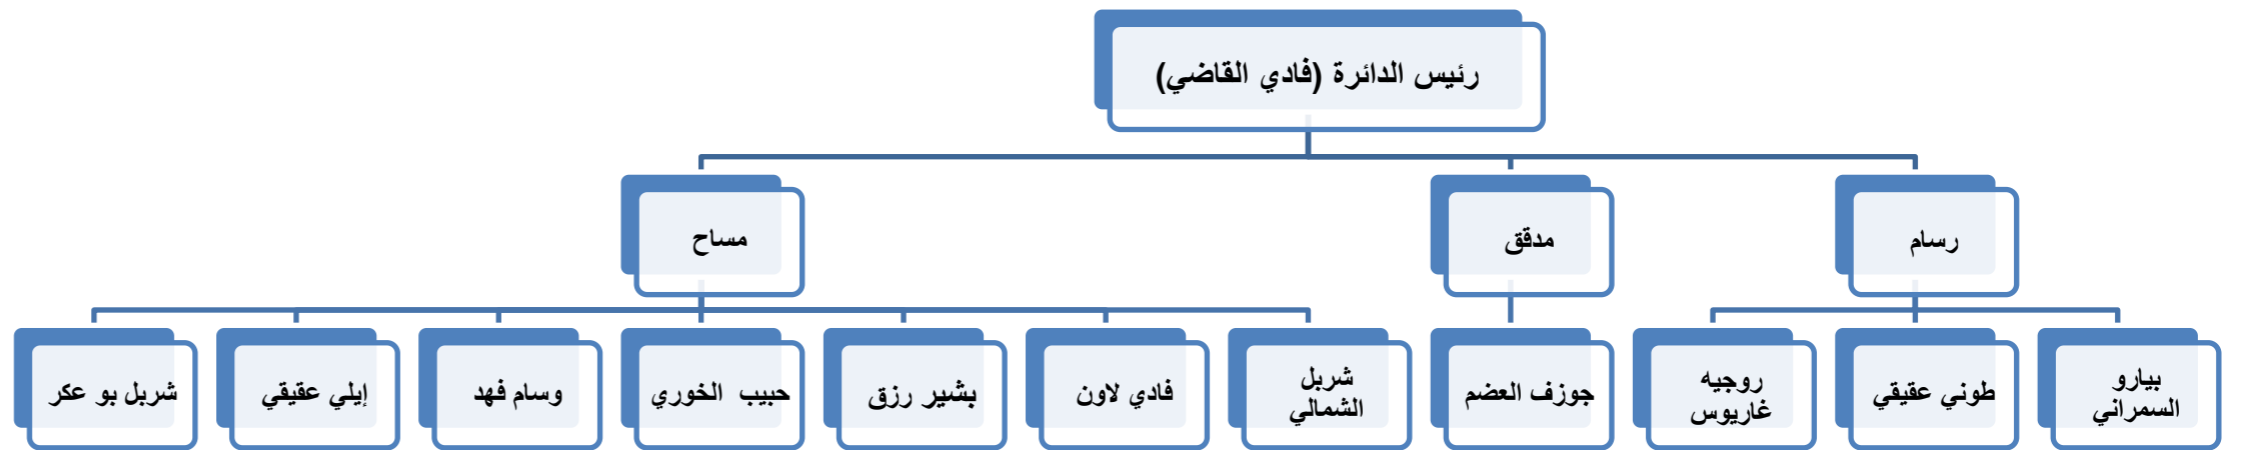 رئيس الدائرة (فادي القاضي)
رسام
مدقق
مساح
بيارو
السمراني
طوني عقيقي
روجيه
غاريوس
جوزف العضم
شربل
الشمالي
فادي لاون
بشير رزق
حبيب الخوري
وسام فهد
إيلي عقيقي
شربل بو عكر